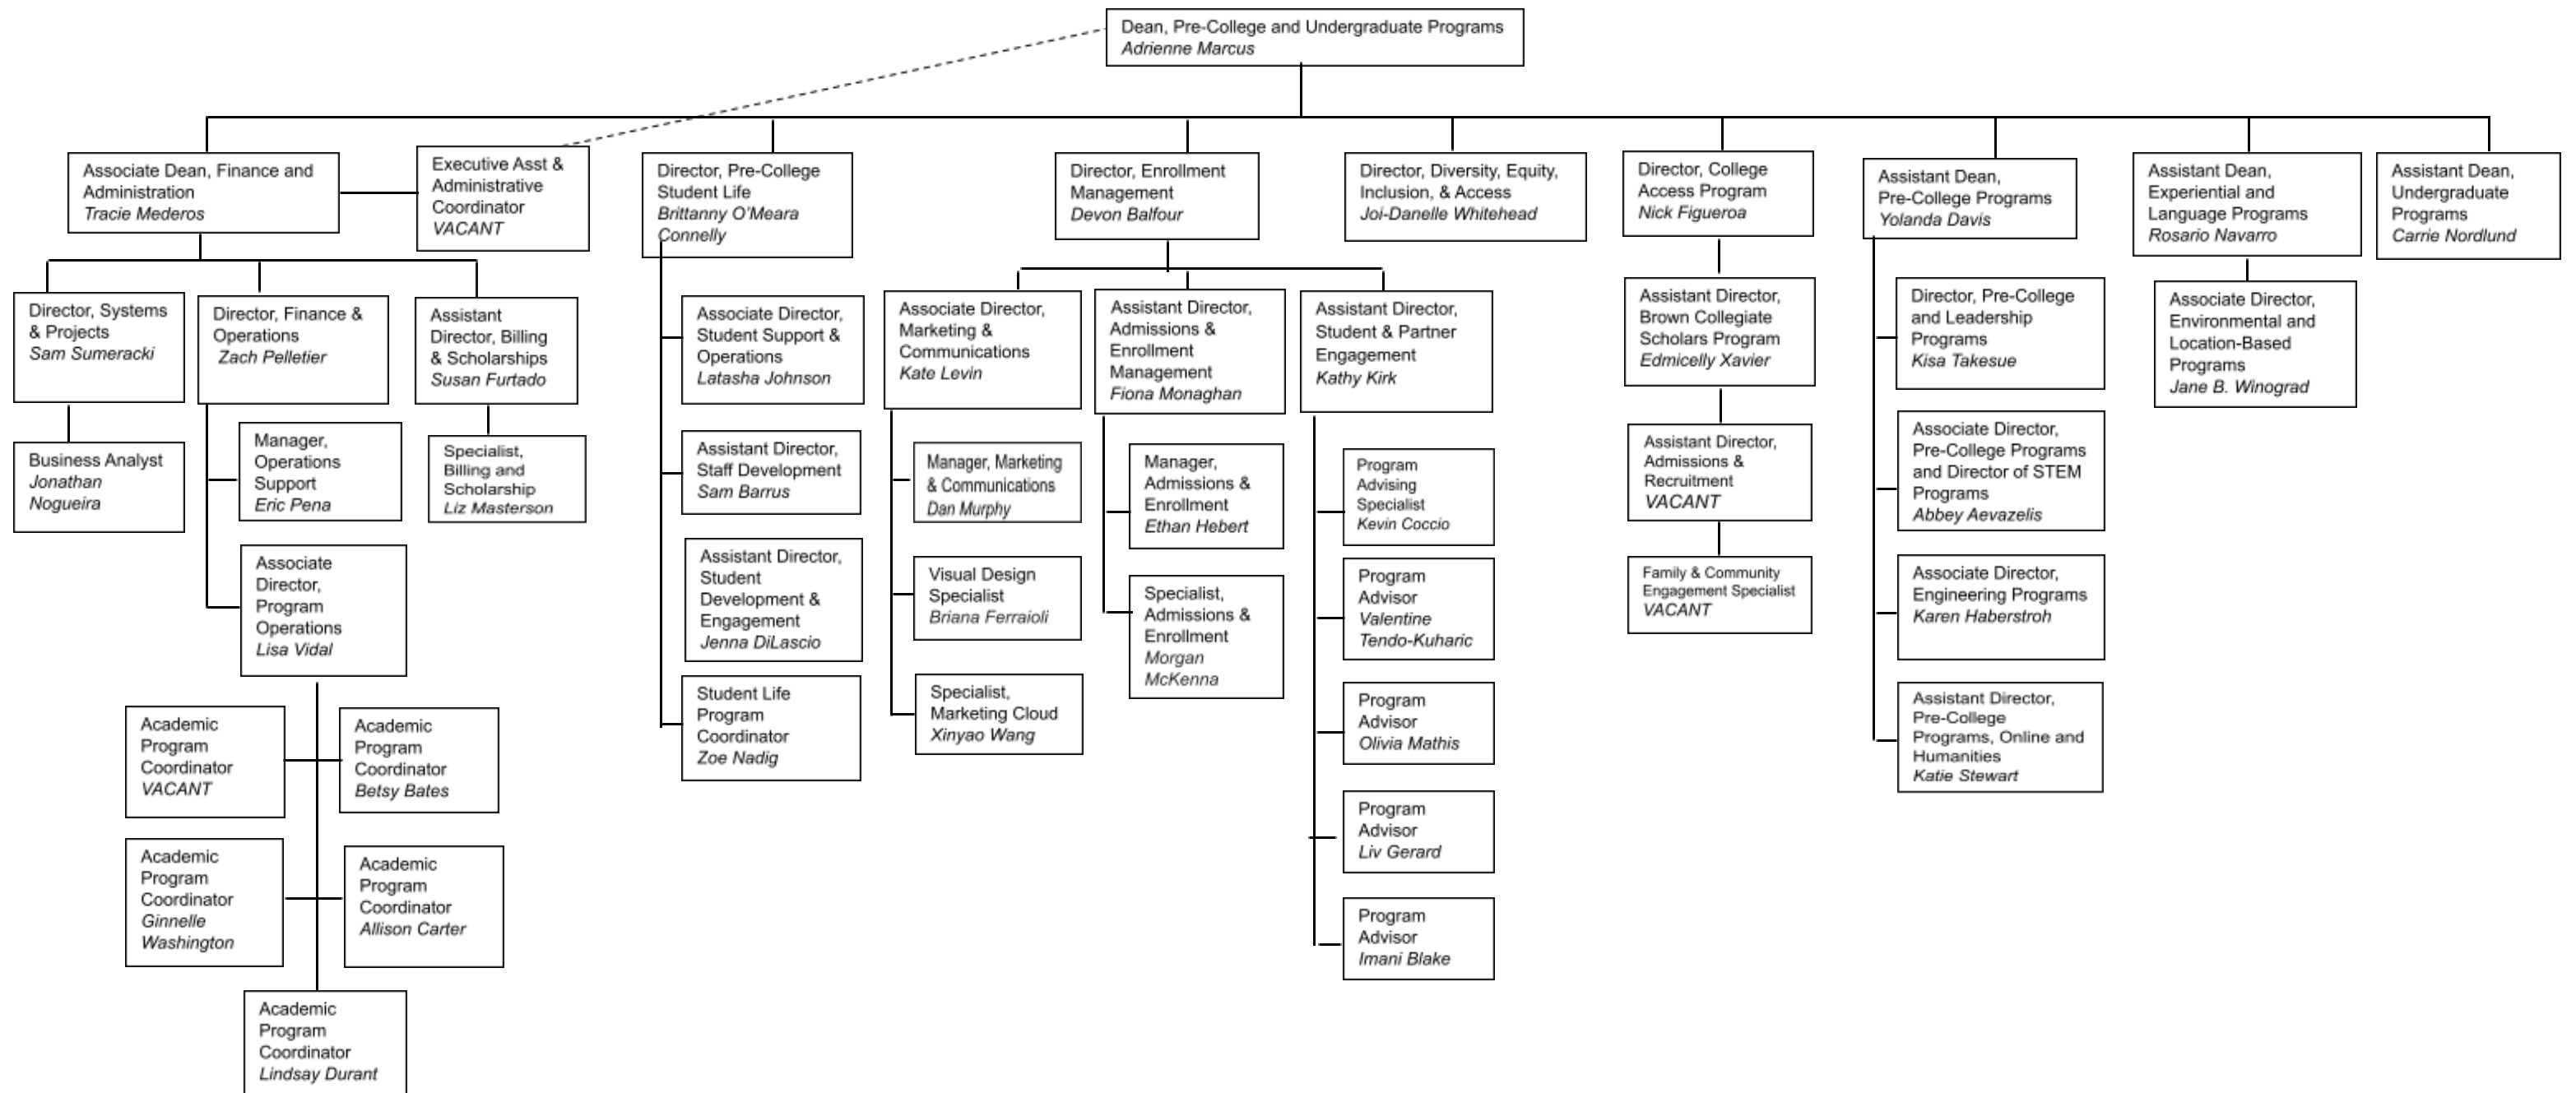 Dean, Pre-College and Undergraduate Programs
Adrienne Marcus
Associate Dean, Finance and
Administration
Tracie Mederos
Executive Asst &
Administrative
Coordinator
VACANT
Director, Pre-College
Student Life
Brittanny O'Meara
Connelly
Director, Enrollment
Management
Devon Balfour
Director, Diversity, Equity,
Inclusion, & Access
Joi-Danelle Whitehead
Director, College
Access Program
Nick Figueroa
Assistant Dean,
Pre-College Programs
Yolanda Davis
Assistant Dean,
Experiential and
Language Programs
Rosario Navarro
Assistant Dean,
Undergraduate
Programs
Carrie Nordlund
Director, Systems
& Projects
Sam Sumeracki
Director, Finance &
Operations
Zach Pelletier
Assistant
Director, Billing
& Scholarships
Susan Furtado
Business Analyst
Jonathan
Nogueira
Manager,
Operations
Support
Eric Pena
Specialist,
Billing and
Scholarship
Liz Masterson
Associate
Director,
Program
Operations
Lisa Vidal
Academic
Program
Coordinator
VACANT
Academic
Program
Coordinator
Betsy Bates
Academic
Program
Coordinator
Ginnelle
Washington
Academic
Program
Coordinator
Allison Carter
Academic
Program
Coordinator
Lindsay Durant
Associate Director,
Student Support &
Operations
Latasha Johnson
Assistant Director,
Staff Development
Sam Barrus
Assistant Director,
Student
Development &
Engagement
Jenna DiLascio
Student Life
Program
Coordinator
Zoe Nadig
Associate Director,
Marketing &
Communications
Kate Levin
Manager, Marketing
& Communications
Dan Murphy
Visual Design
Specialist
Briana Ferraioli
Specialist,
Marketing Cloud
Xinyao Wang
Assistant Director,
Admissions &
Enrollment
Management
Fiona Monaghan
Manager,
Admissions &
Enrollment
Ethan Hebert
Specialist,
Admissions &
Enrollment
Morgan
McKenna
Assistant Director,
Student & Partner
Engagement
Kathy Kirk
Program
Advising
Specialist
Kevin Coccio
Program
Advisor
Valentine
Tendo-Kuharic
Program
Advisor
Olivia Mathis
Program
Advisor
Liv Gerard
Program
Advisor
Imani Blake
Assistant Director,
Brown Collegiate
Scholars Program
Edmicelly Xavier
Assistant Director,
Admissions &
Recruitment
VACANT
Family & Community
Engagement Specialist
VACANT
Director, Pre-College
and Leadership
Programs
Kisa Takesue
Associate Director,
Pre-College Programs
and Director of STEM
Programs
Abbey Aevazelis
Associate Director,
Engineering Programs
Karen Haberstroh
Assistant Director,
Pre-College
Programs, Online and
Humanities
Katie Stewart
Associate Director,
Environmental and
Location-Based
Programs
Jane B. Winograd